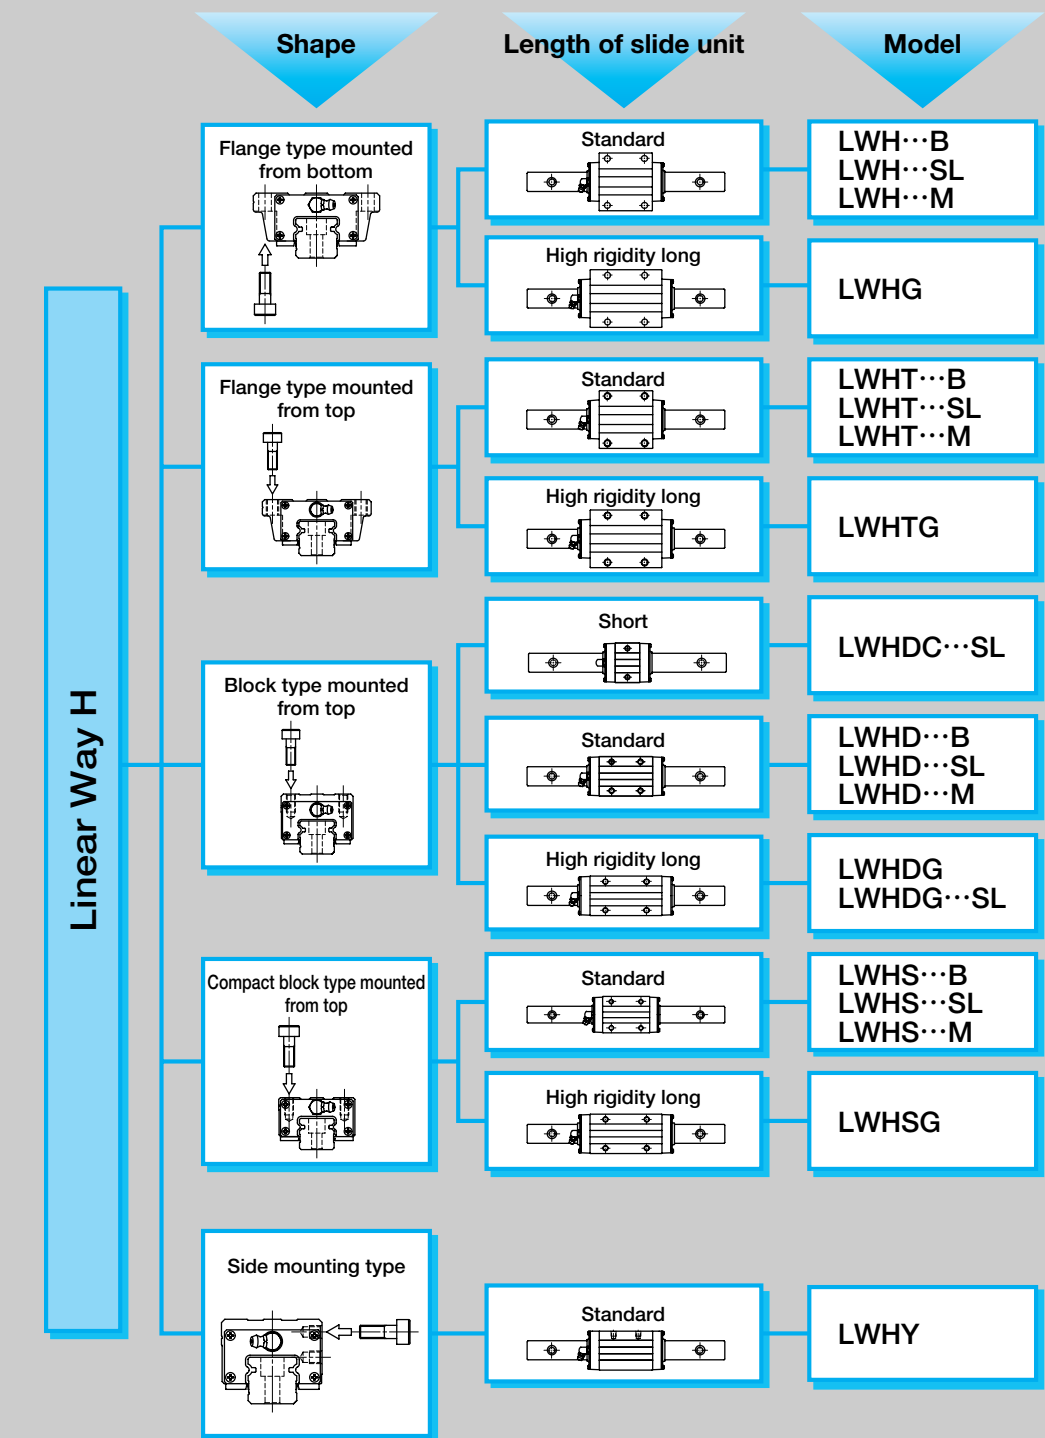 Shape
Length of slide unit
Model
Linear Way H
Flange type mounted
from bottom
Standard
LWH···B
LWH···SL
LWH···M
High rigidity long
LWHG
Flange type mounted
from top
Standard
LWHT···B
LWHT···SL
LWHT···M
High rigidity long
LWHTG
Block type mounted
from top
Short
LWHDC···SL
Standard
LWHD···B
LWHD···SL
LWHD···M
High rigidity long
LWHDG
LWHDG···SL
Compact block type mounted
from top
Standard
LWHS···B
LWHS···SL
LWHS···M
High rigidity long
LWHSG
Side mounting type
Standard
LWHY